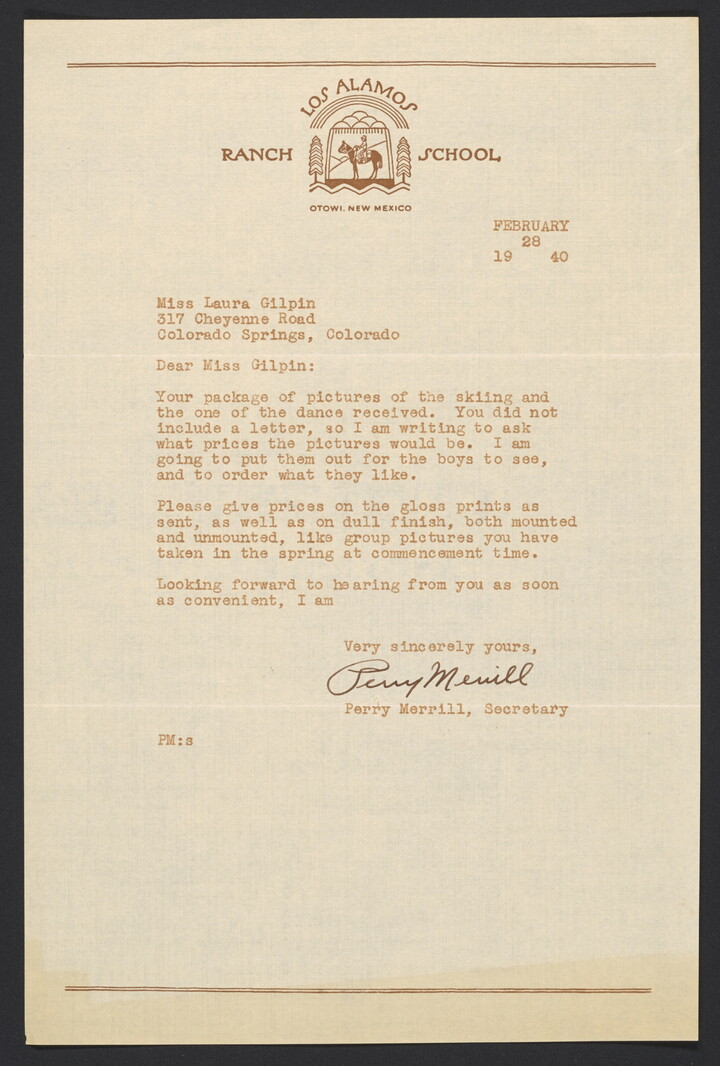 LOS ALAMOS
RANCH SCHOOL
OTOWI, NEW MEXICO
FEBRUARY
28
19 40
Miss Laura Gilpin
317 Cheyenne Road
Colorado Springs, Colorado
Dear Miss Gilpin:
Your package of pictures of the skiing and
the one of the dance received. You did not
include a letter, so I am writing to ask
what prices the pictures would be. I am
going to put them out for the boys to see,
and to order what they like.
Please give prices on the gloss prints as
sent, as well as on dull finish, both mounted
and unmounted, like group pictures you have
taken in the spring at commencement time.
Looking forward to hearing from you as soon
as convenient, I am
Very sincerely yours,
Perry Merrill
Perry Merrill, Secretary
PM:s